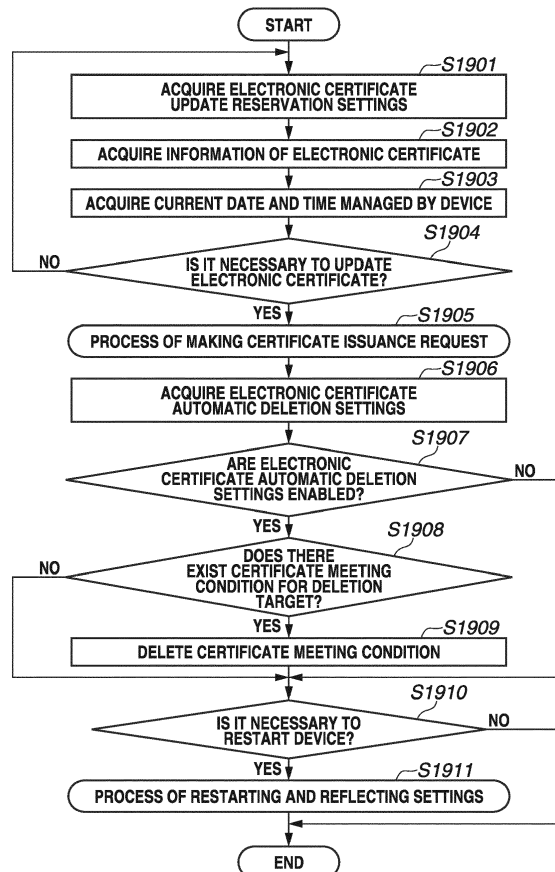 START
S1901
ACQUIRE ELECTRONIC CERTIFICATE
UPDATE RESERVATION SETTINGS
S1902
ACQUIRE INFORMATION OF ELECTRONIC CERTIFICATE
S1903
ACQUIRE CURRENT DATE AND TIME MANAGED BY DEVICE
S1904
NO
IS IT NECESSARY TO UPDATE
ELECTRONIC CERTIFICATE?
YES
S1905
PROCESS OF MAKING CERTIFICATE ISSUANCE REQUEST
S1906
ACQUIRE ELECTRONIC CERTIFICATE
AUTOMATIC DELETION SETTINGS
S1907
ARE ELECTRONIC
CERTIFICATE AUTOMATIC DELETION
SETTINGS ENABLED?
NO
YES
S1908
NO
DOES THERE
EXIST CERTIFICATE MEETING
CONDITION FOR DELETION
TARGET?
YES
S1909
DELETE CERTIFICATE MEETING CONDITION
S1910
IS IT NECESSARY TO
RESTART DEVICE?
NO
YES
S1911
PROCESS OF RESTARTING AND REFLECTING SETTINGS
END